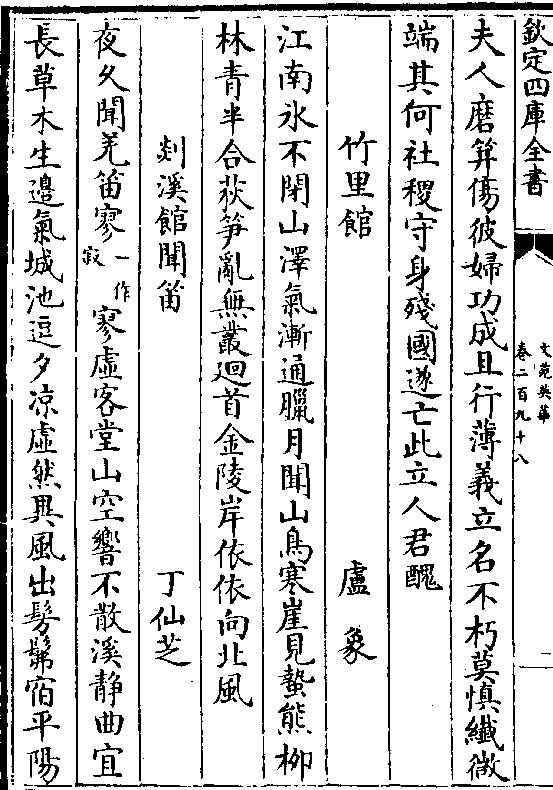 欽定四庫全書
文苑英華
卷二百九十八
夫人磨筓傷彼婦功成且行薄義立名不朽莫慎纎微
端其何社稷守身殘國遂亡此立人君醜
竹里館 盧象
江南氷不閉山澤氣漸通臘月聞山鳥寒崖見蟄熊栁
林青半合荻笋亂無叢迴首金陵岸依依向北風
剡溪館聞笛 丁仙芝
夜久聞羌笛寥一作寂寥虛客堂山空響不散溪靜曲宜
長草木生邉氣城池逗夕凉虛然異風出髣髴宿平陽